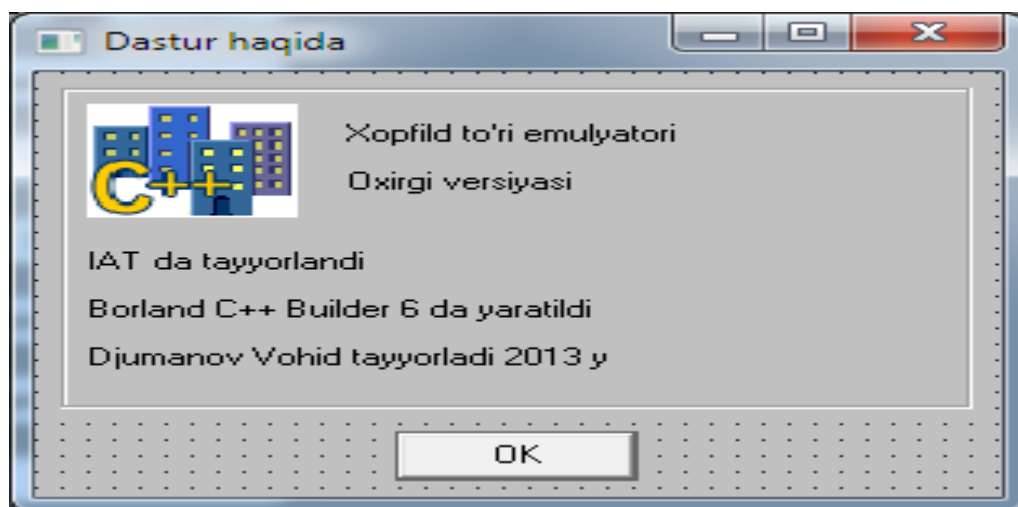 Dastur haqida
C++
Xopfild to'ri emulyatori
Oxirgi versiyasi
IAT da tayyorlandi
Borland C++ Builder 6 da yaratildi
Djumanov Vohid tayyorladi 2013 y
OK